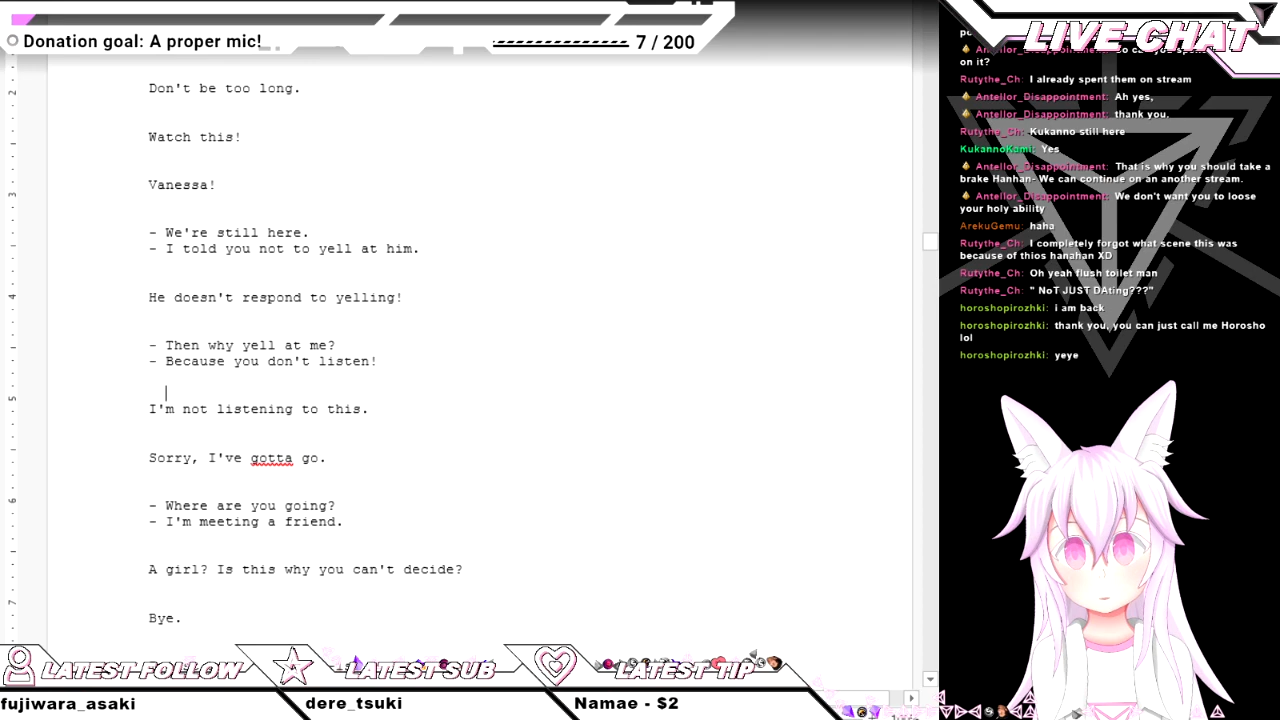 Donation goal: A proper mic!
7 / 200
2
Don't be too long.
Watch this!
3
Vanessa!
- We're still here.
- I told you not to yell at him.
4
He doesn't respond to yelling!
- Then why yell at me?
- Because you don't listen!
5
I'm not listening to this.
Sorry, I've gotta go.
6
- Where are you going?
- I'm meeting a friend.
A girl? Is this why you can't decide?
7
Bye.
LATEST FOLLOW
LATEST SUB
LATEST TIP
fujiwara_asaki
dere_tsuki
Namae - $2
LIVE CHAT
on it?
Rutythe_Ch: I already spent them on stream
Antellor_Disappointment: Ah yes,
Antellor_Disappointment: thank you.
Rutythe_Ch: Kukanno still here
KukannoKami: Yes
Antellor_Disappointment: That is why you should take a
brake Hanhan- We can continue on an another stream.
Antellor_Disappointment: We don't want you to loose
your holy ability
ArekuGemu: haha
Rutythe_Ch: I completely forgot what scene this was
because of thios hanahan XD
Rutythe_Ch: Oh yeah flush toilet man
Rutythe_Ch: " NoT JUST DAting???"
horoshopirozhki: i am back
horoshopirozhki: thank you, you can just call me Horosho
lol
horoshopirozhki: yeye